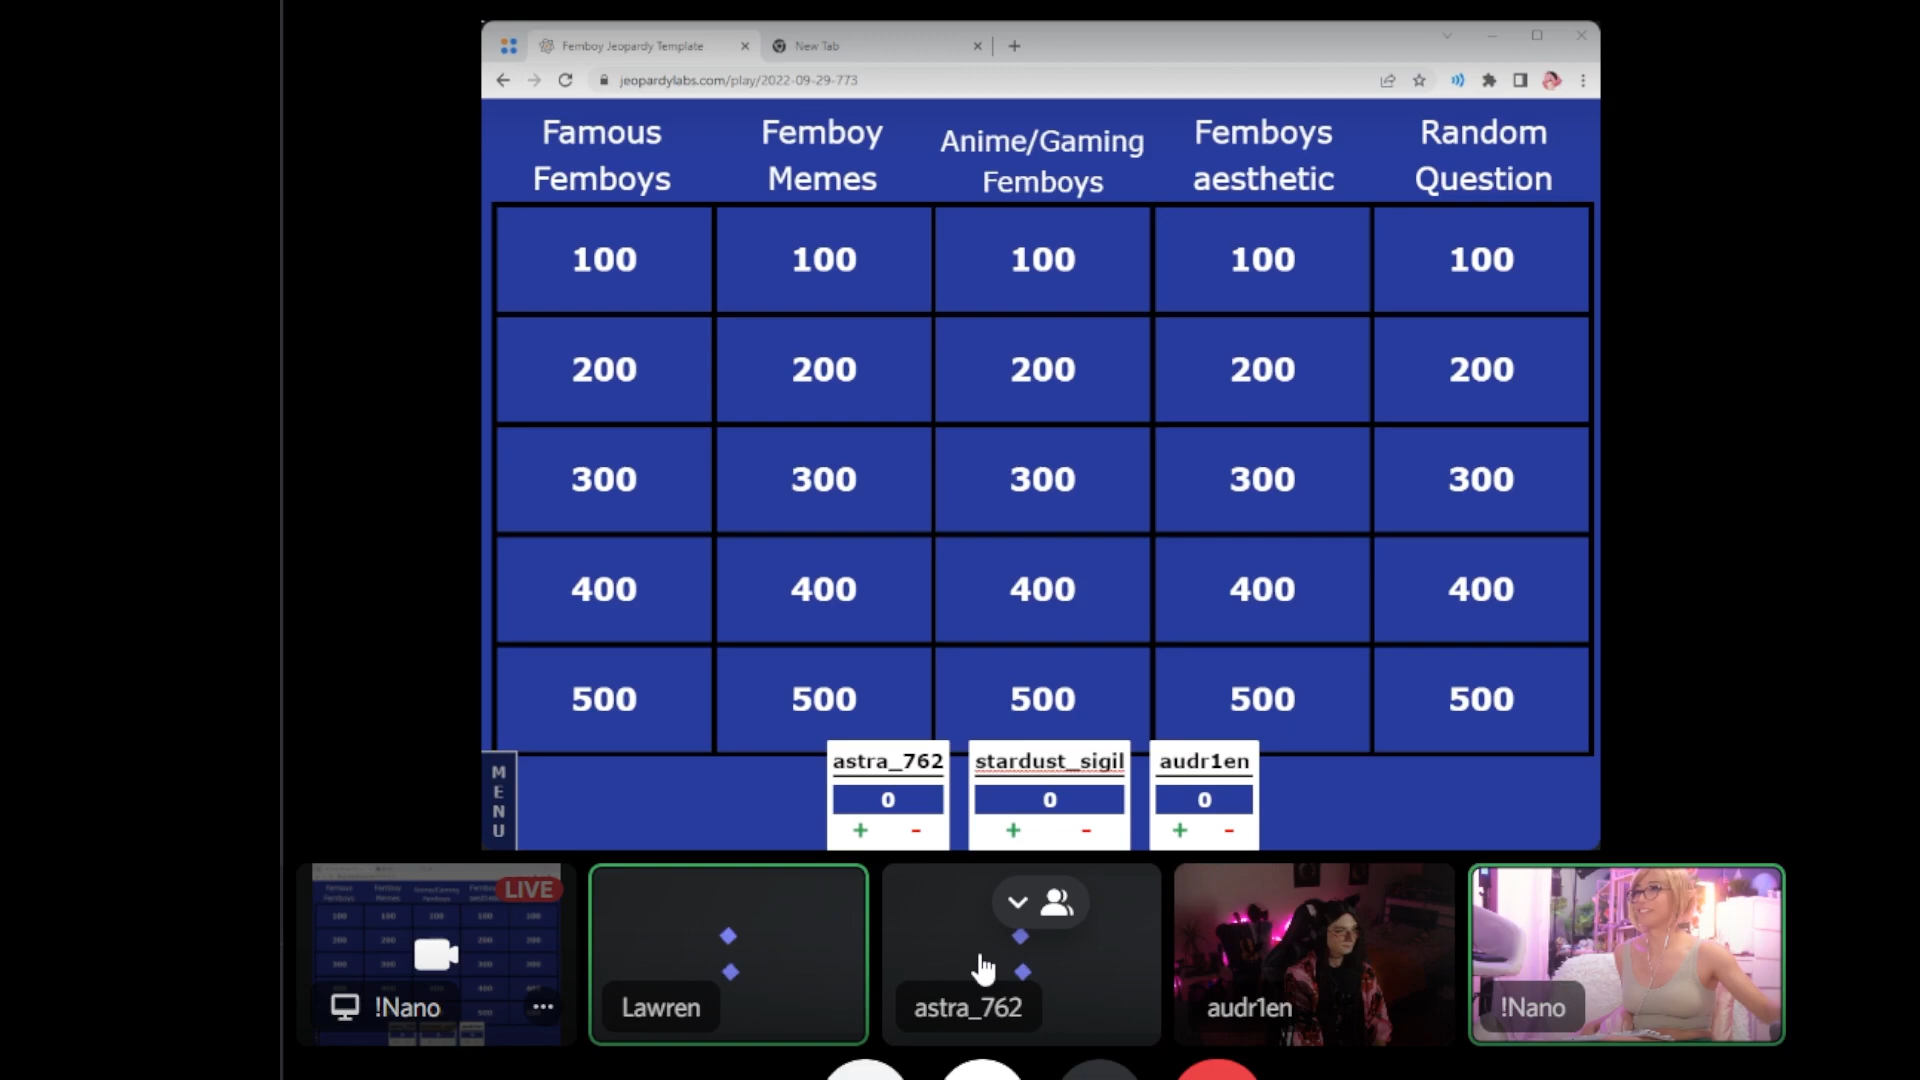 Femboy Jeopardy Template
New Tab
jeopardylabs.com/play/2022-09-29-773
Famous Femboys
Femboy Memes
Anime/Gaming Femboys
Femboys aesthetic
Random Question
100 100 100 100 100
200 200 200 200 200
300 300 300 300 300
400 400 400 400 400
500 500 500 500 500
MENU
astra_762 stardust_sigil audr1en
0 0 0
+ - + - + -
LIVE
!Nano ...
Lawren
astra_762
audr1en
!Nano